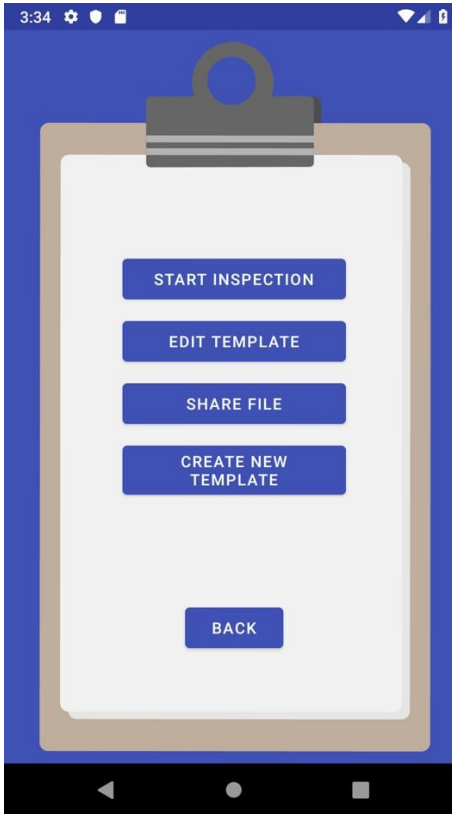 3:34
START INSPECTION
EDIT TEMPLATE
SHARE FILE
CREATE NEW
TEMPLATE
BACK